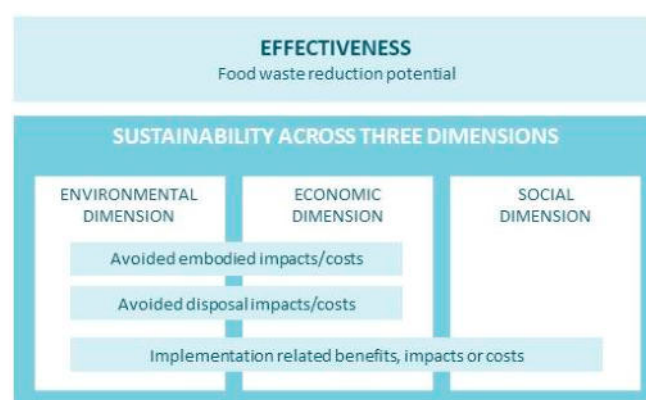 EFFECTIVENESS
Food waste reduction potential
SUSTAINABILITY ACROSS THREE DIMENSIONS
ENVIRONMENTAL
DIMENSION
ECONOMIC
DIMENSION
SOCIAL
DIMENSION
Avoided embodied impacts/costs
Avoided disposal impacts/costs
Implementation related benefits, impacts or costs